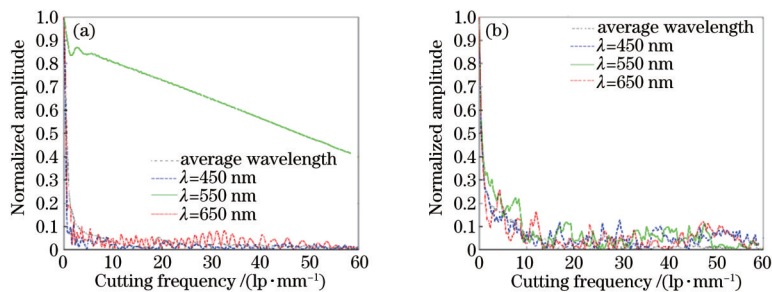 (a)
Normalized amplitude
1.0
0.9
0.8
0.7
0.6
0.5
0.4
0.3
0.2
0.1
0
average wavelength
λ=450 nm
λ=550 nm
λ=650 nm
0 10 20 30 40 50 60
Cutting frequency /(lp·mm⁻¹)
(b)
Normalized amplitude
1.0
0.9
0.8
0.7
0.6
0.5
0.4
0.3
0.2
0.1
0
average wavelength
λ=450 nm
λ=550 nm
λ=650 nm
0 10 20 30 40 50 60
Cutting frequency /(lp·mm⁻¹)